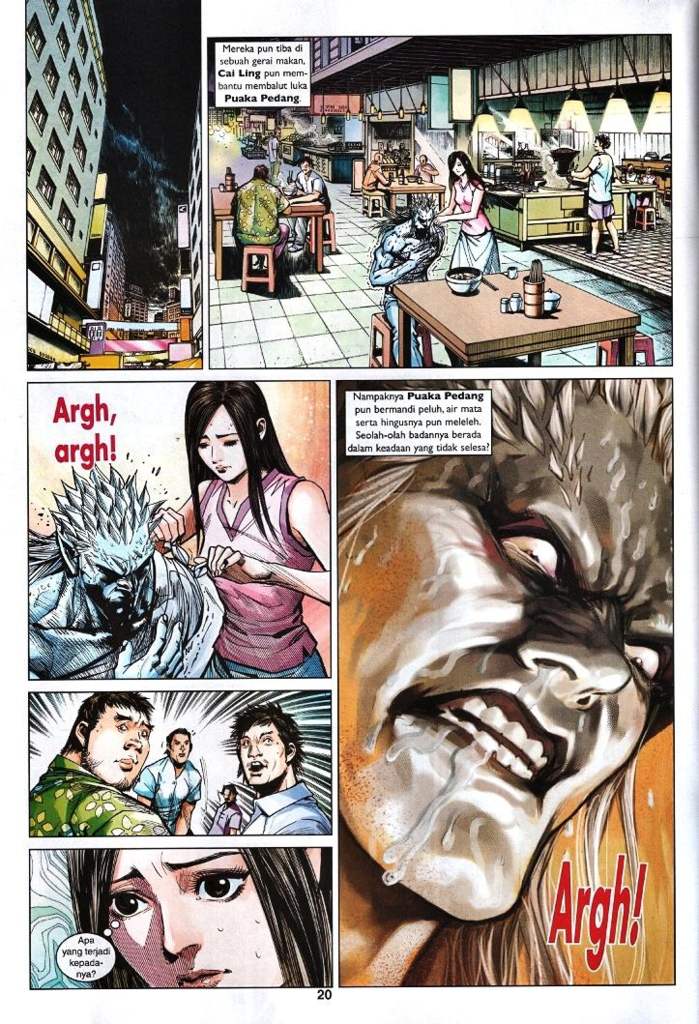 Mereka pun tiba di
sebuah gerai makan,
Cai Ling pun mem-
bantu membalut luka
Puaka Pedang.
Argh,
argh!
Nampaknya Puaka Pedang
pun bermandi peluh, air mata
serta hingusnya pun meleleh.
Seolah-olah badannya berada
dalam keadaan yang tidak selesa?
Apa
yang terjadi
kepada-
nya?
Argh!
20